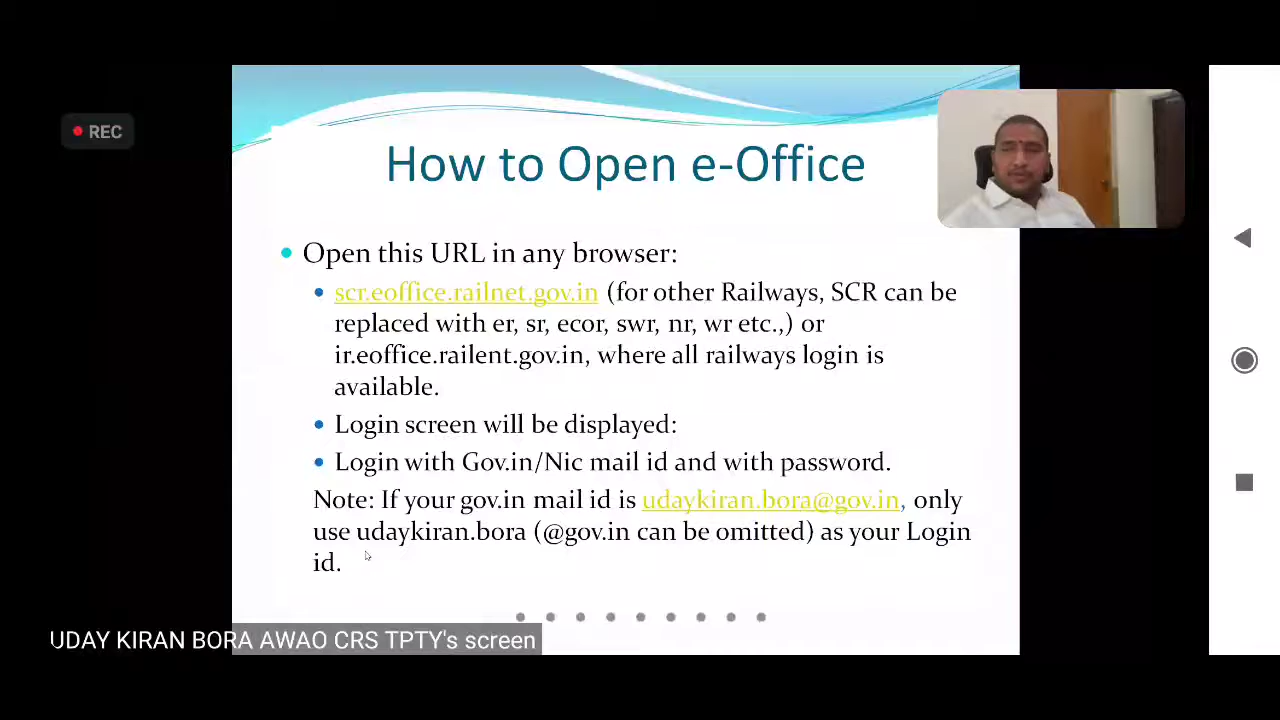 REC
How to Open e-Office
Open this URL in any browser:
scr.eoffice.railnet.gov.in (for other Railways, SCR can be
replaced with er, sr, ecor, swr, nr, wr etc.,) or
ir.eoffice.railent.gov.in, where all railways login is
available.
Login screen will be displayed:
Login with Gov.in/Nic mail id and with password.
Note: If your gov.in mail id is udaykiran.bora@gov.in, only
use udaykiran.bora (@gov.in can be omitted) as your Login
id.
UDAY KIRAN BORA AWAO CRS TPTY's screen